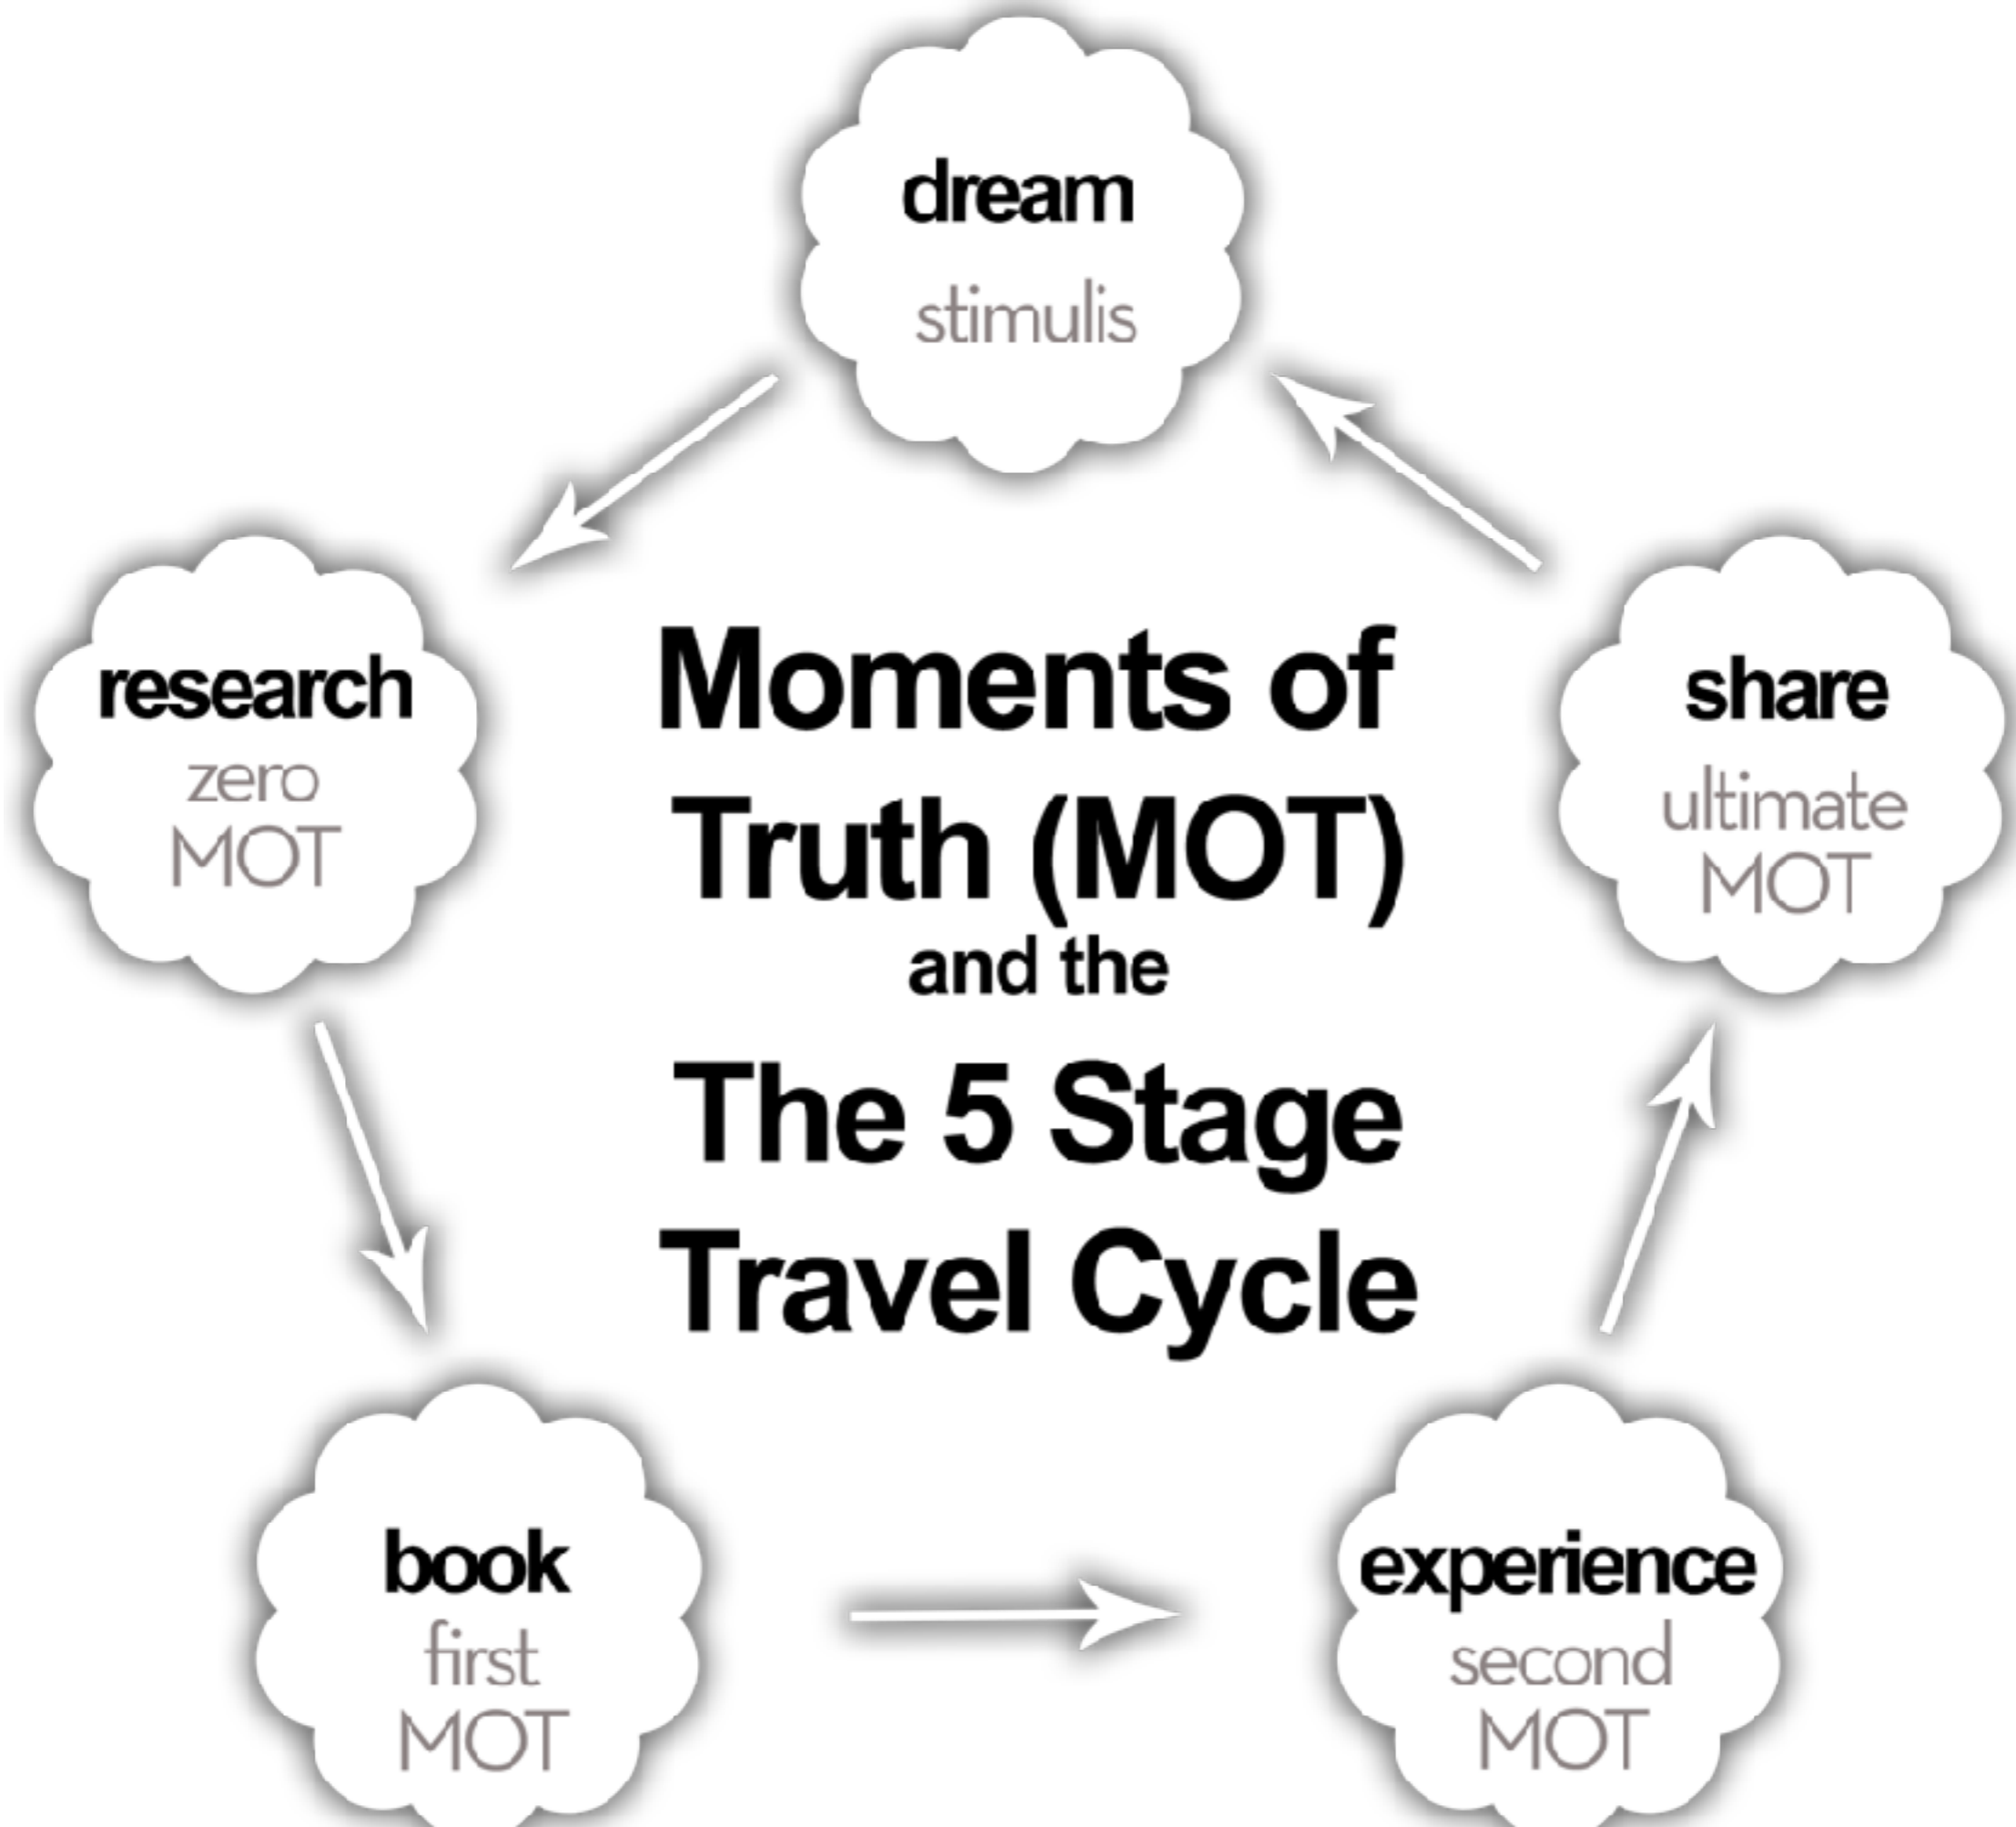 dream
stimulis
research
zero
MOT
share
ultimate
MOT
Moments of
Truth (MOT)
and the
The 5 Stage
Travel Cycle
book
first
MOT
experience
second
MOT